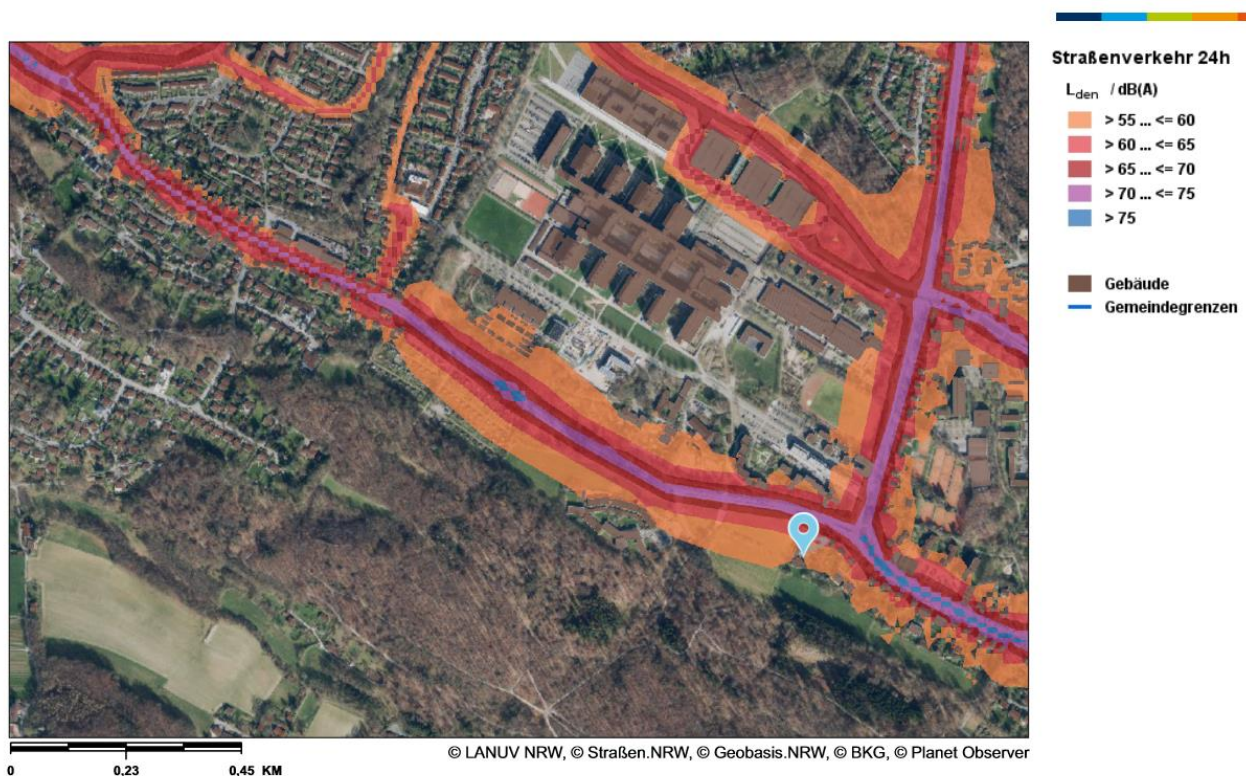 Straßenverkehr 24h
Lden / dB(A)
> 55 ... <= 60
> 60 ... <= 65
> 65 ... <= 70
> 70 ... <= 75
> 75
Gebäude
Gemeindegrenzen
© LANUV NRW, © Straßen.NRW, © Geobasis.NRW, © BKG, © Planet Observer
0 0,23 0,45 KM